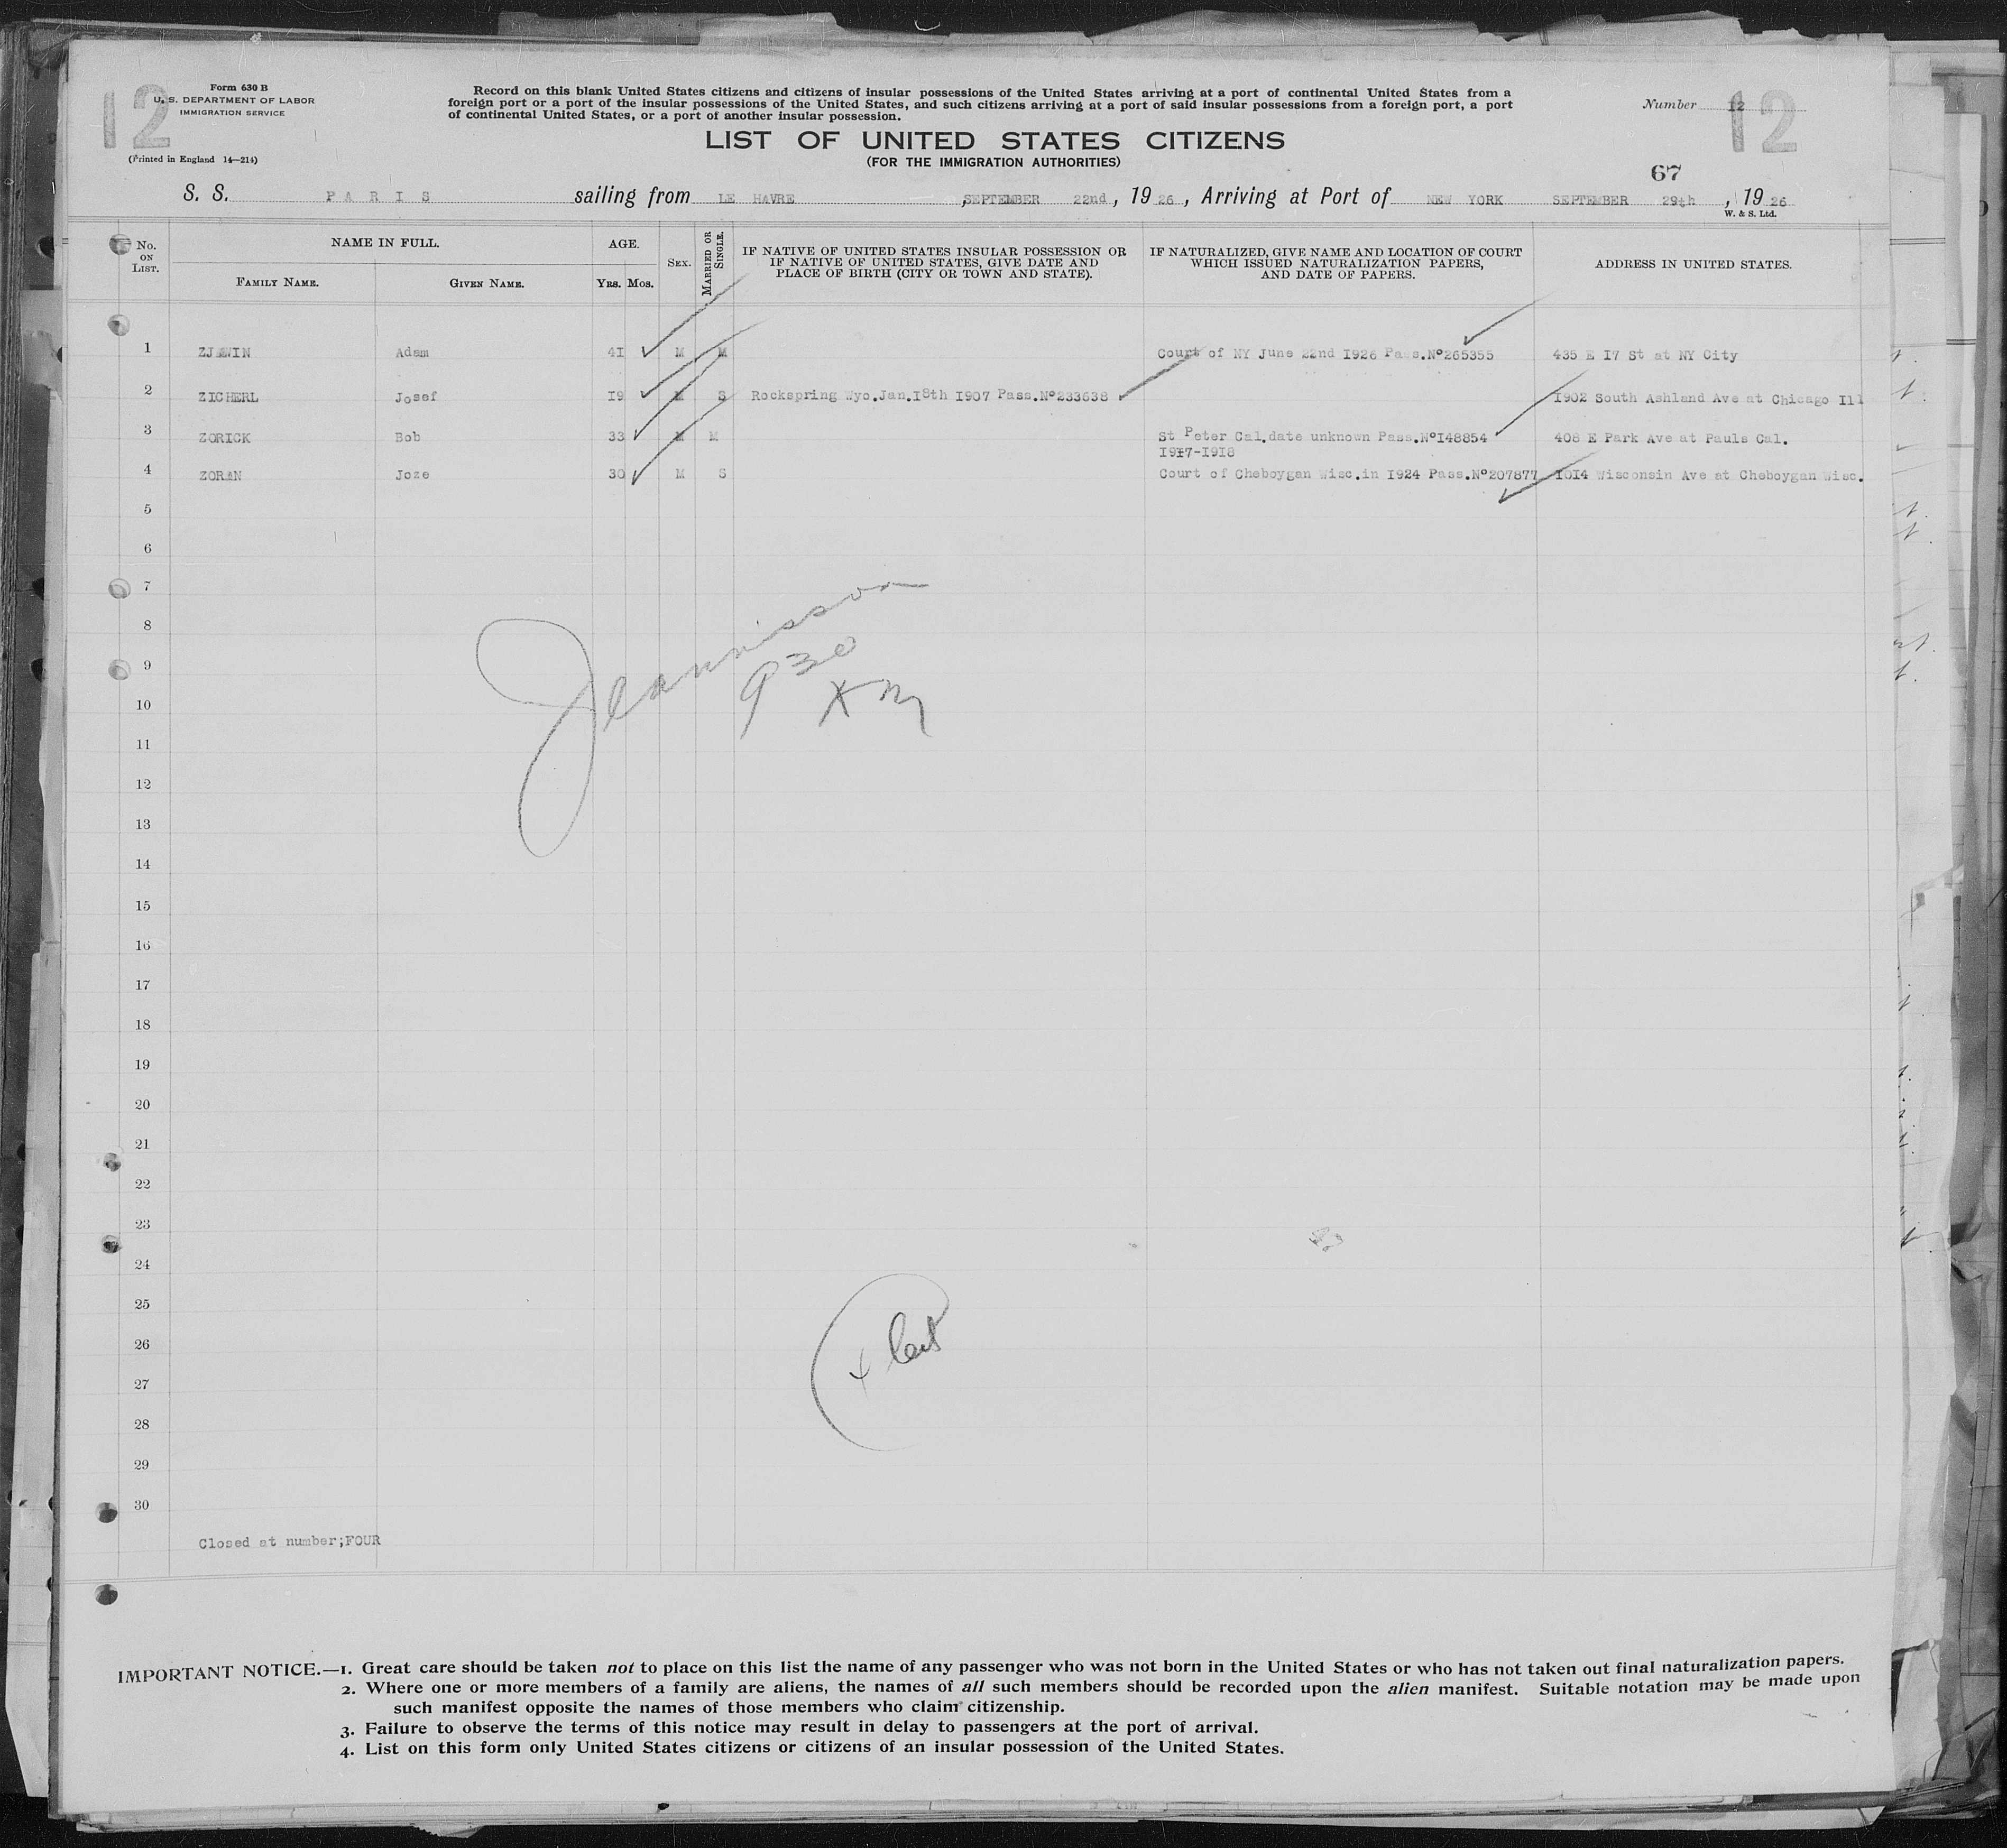 12
Form 630 B
U. S. DEPARTMENT OF LABOR
IMMIGRATION SERVICE
(Printed in England 14—214)
Record on this blank United States citizens and citizens of insular possessions of the United States arriving at a port of continental United States from a
foreign port or a port of the insular possessions of the United States, and such citizens arriving at a port of said insular possessions from a foreign port, a port
of continental United States, or a port of another insular possession.
Number 12
12
LIST OF UNITED STATES CITIZENS
(FOR THE IMMIGRATION AUTHORITIES)
67
S. S. PARIS sailing from LE HAVRE, SEPTEMBER 22nd, 1926, Arriving at Port of NEW YORK SEPTEMBER 29th, 1926
W. & S. Ltd.
No. ON LIST. NAME IN FULL. AGE. SEX. MARRIED OR SINGLE. IF NATIVE OF UNITED STATES INSULAR POSSESSION OR IF NATIVE OF UNITED STATES, GIVE DATE AND PLACE OF BIRTH (CITY OR TOWN AND STATE). IF NATURALIZED, GIVE NAME AND LOCATION OF COURT WHICH ISSUED NATURALIZATION PAPERS, AND DATE OF PAPERS. ADDRESS IN UNITED STATES.
FAMILY NAME. GIVEN NAME. YRS. MOS.
1 Adam 41 M M Court of NY June 22nd I926 Pass.Nº265355 435 E I7 St at NY City
2 ZICHERL Josef I9 M S Rockspring Wyo.Jan.I8th I907 Pass.Nº233638 1902 South Ashland Ave at Chicago Ill
3 ZORICK Bob 33 M M St Peter Cal.date unknown Pass.NºI48854 408 E Park Ave at Pauls Cal.
I9I7-I9I8
4 ZORAN Joze 30 M S Court of Cheboygan Wisc.in I924 Pass.Nº207877 I0I4 Wisconsin Ave at Cheboygan Wisc.
5
6
7
8
9
10
11
12
13
14
15
16
17
18
19
20
21
22
23
24
25
26
27
28
29
30
Jeannisson
930
Closed at number;FOUR
IMPORTANT NOTICE.—1. Great care should be taken not to place on this list the name of any passenger who was not born in the United States or who has not taken out final naturalization papers.
2. Where one or more members of a family are aliens, the names of all such members should be recorded upon the alien manifest. Suitable notation may be made upon
such manifest opposite the names of those members who claim citizenship.
3. Failure to observe the terms of this notice may result in delay to passengers at the port of arrival.
4. List on this form only United States citizens or citizens of an insular possession of the United States.